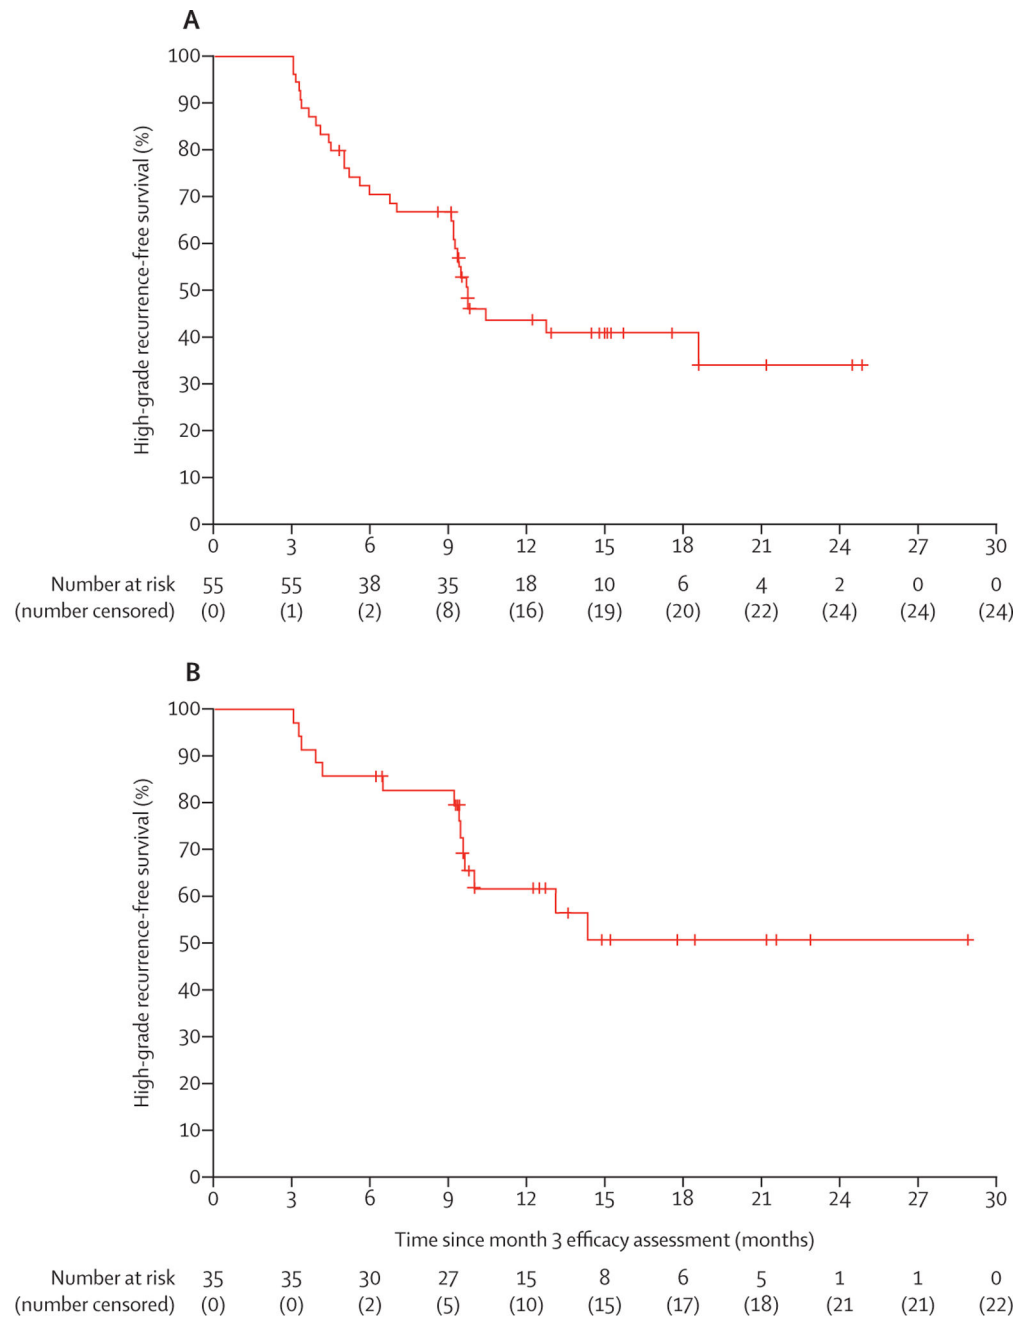 A
High-grade recurrence-free survival (%)
100
90
80
70
60
50
40
30
20
10
0
0 3 6 9 12 15 18 21 24 27 30
Number at risk 55 55 38 35 18 10 6 4 2 0 0
(number censored) (0) (1) (2) (8) (16) (19) (20) (22) (24) (24) (24)
B
High-grade recurrence-free survival (%)
100
90
80
70
60
50
40
30
20
10
0
0 3 6 9 12 15 18 21 24 27 30
Time since month 3 efficacy assessment (months)
Number at risk 35 35 30 27 15 8 6 5 1 1 0
(number censored) (0) (0) (2) (5) (10) (15) (17) (18) (21 (21) (22)